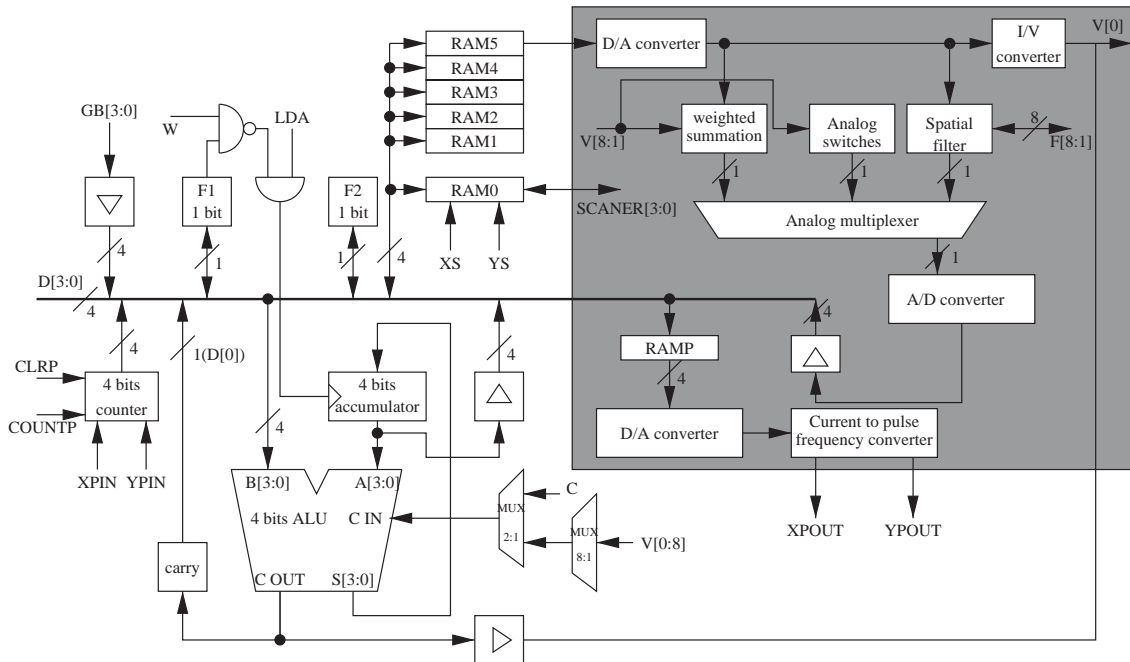 RAM5
RAM4
RAM3
RAM2
RAM1
RAM0
XS
YS
SCANER[3:0]
D/A converter
I/V
converter
V[0]
V[8:1]
weighted
summation
Analog
switches
Spatial
filter
8
F[8:1]
1
1
1
Analog multiplexer
1
A/D converter
4
GB[3:0]
W
LDA
F1
1 bit
F2
1 bit
4
1
1
4
D[3:0]
4
4
1(D[0])
4
CLRP
COUNTP
4 bits
counter
XPIN
YPIN
4 bits
accumulator
4
RAMP
4
D/A converter
Current to pulse
frequency converter
XPOUT
YPOUT
B[3:0]
A[3:0]
4 bits ALU
C IN
C OUT
S[3:0]
MUX
2:1
C
MUX
8:1
V[0:8]
carry